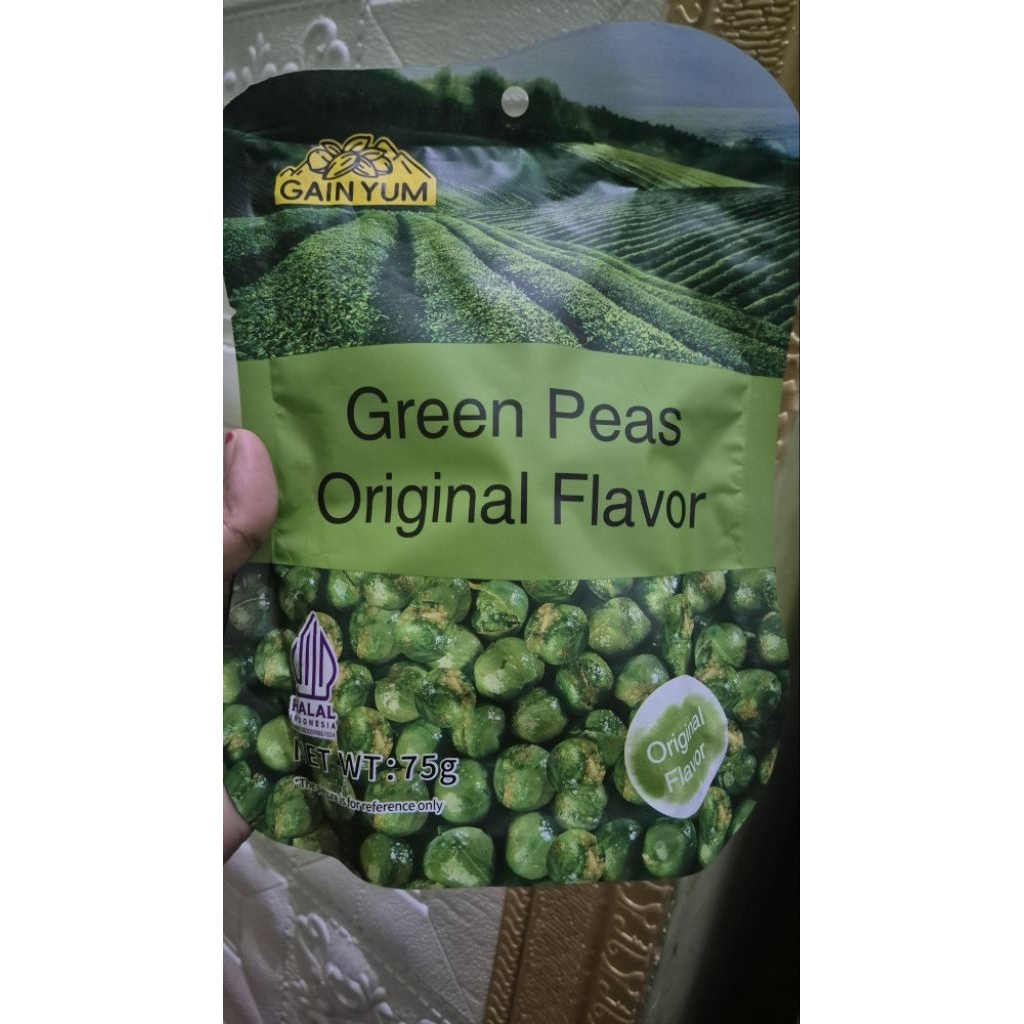 GAIN YUM
Green Peas
Original Flavor
HALAL
INDONESIA
NET WT:75g
is for reference only
Original
Flavor